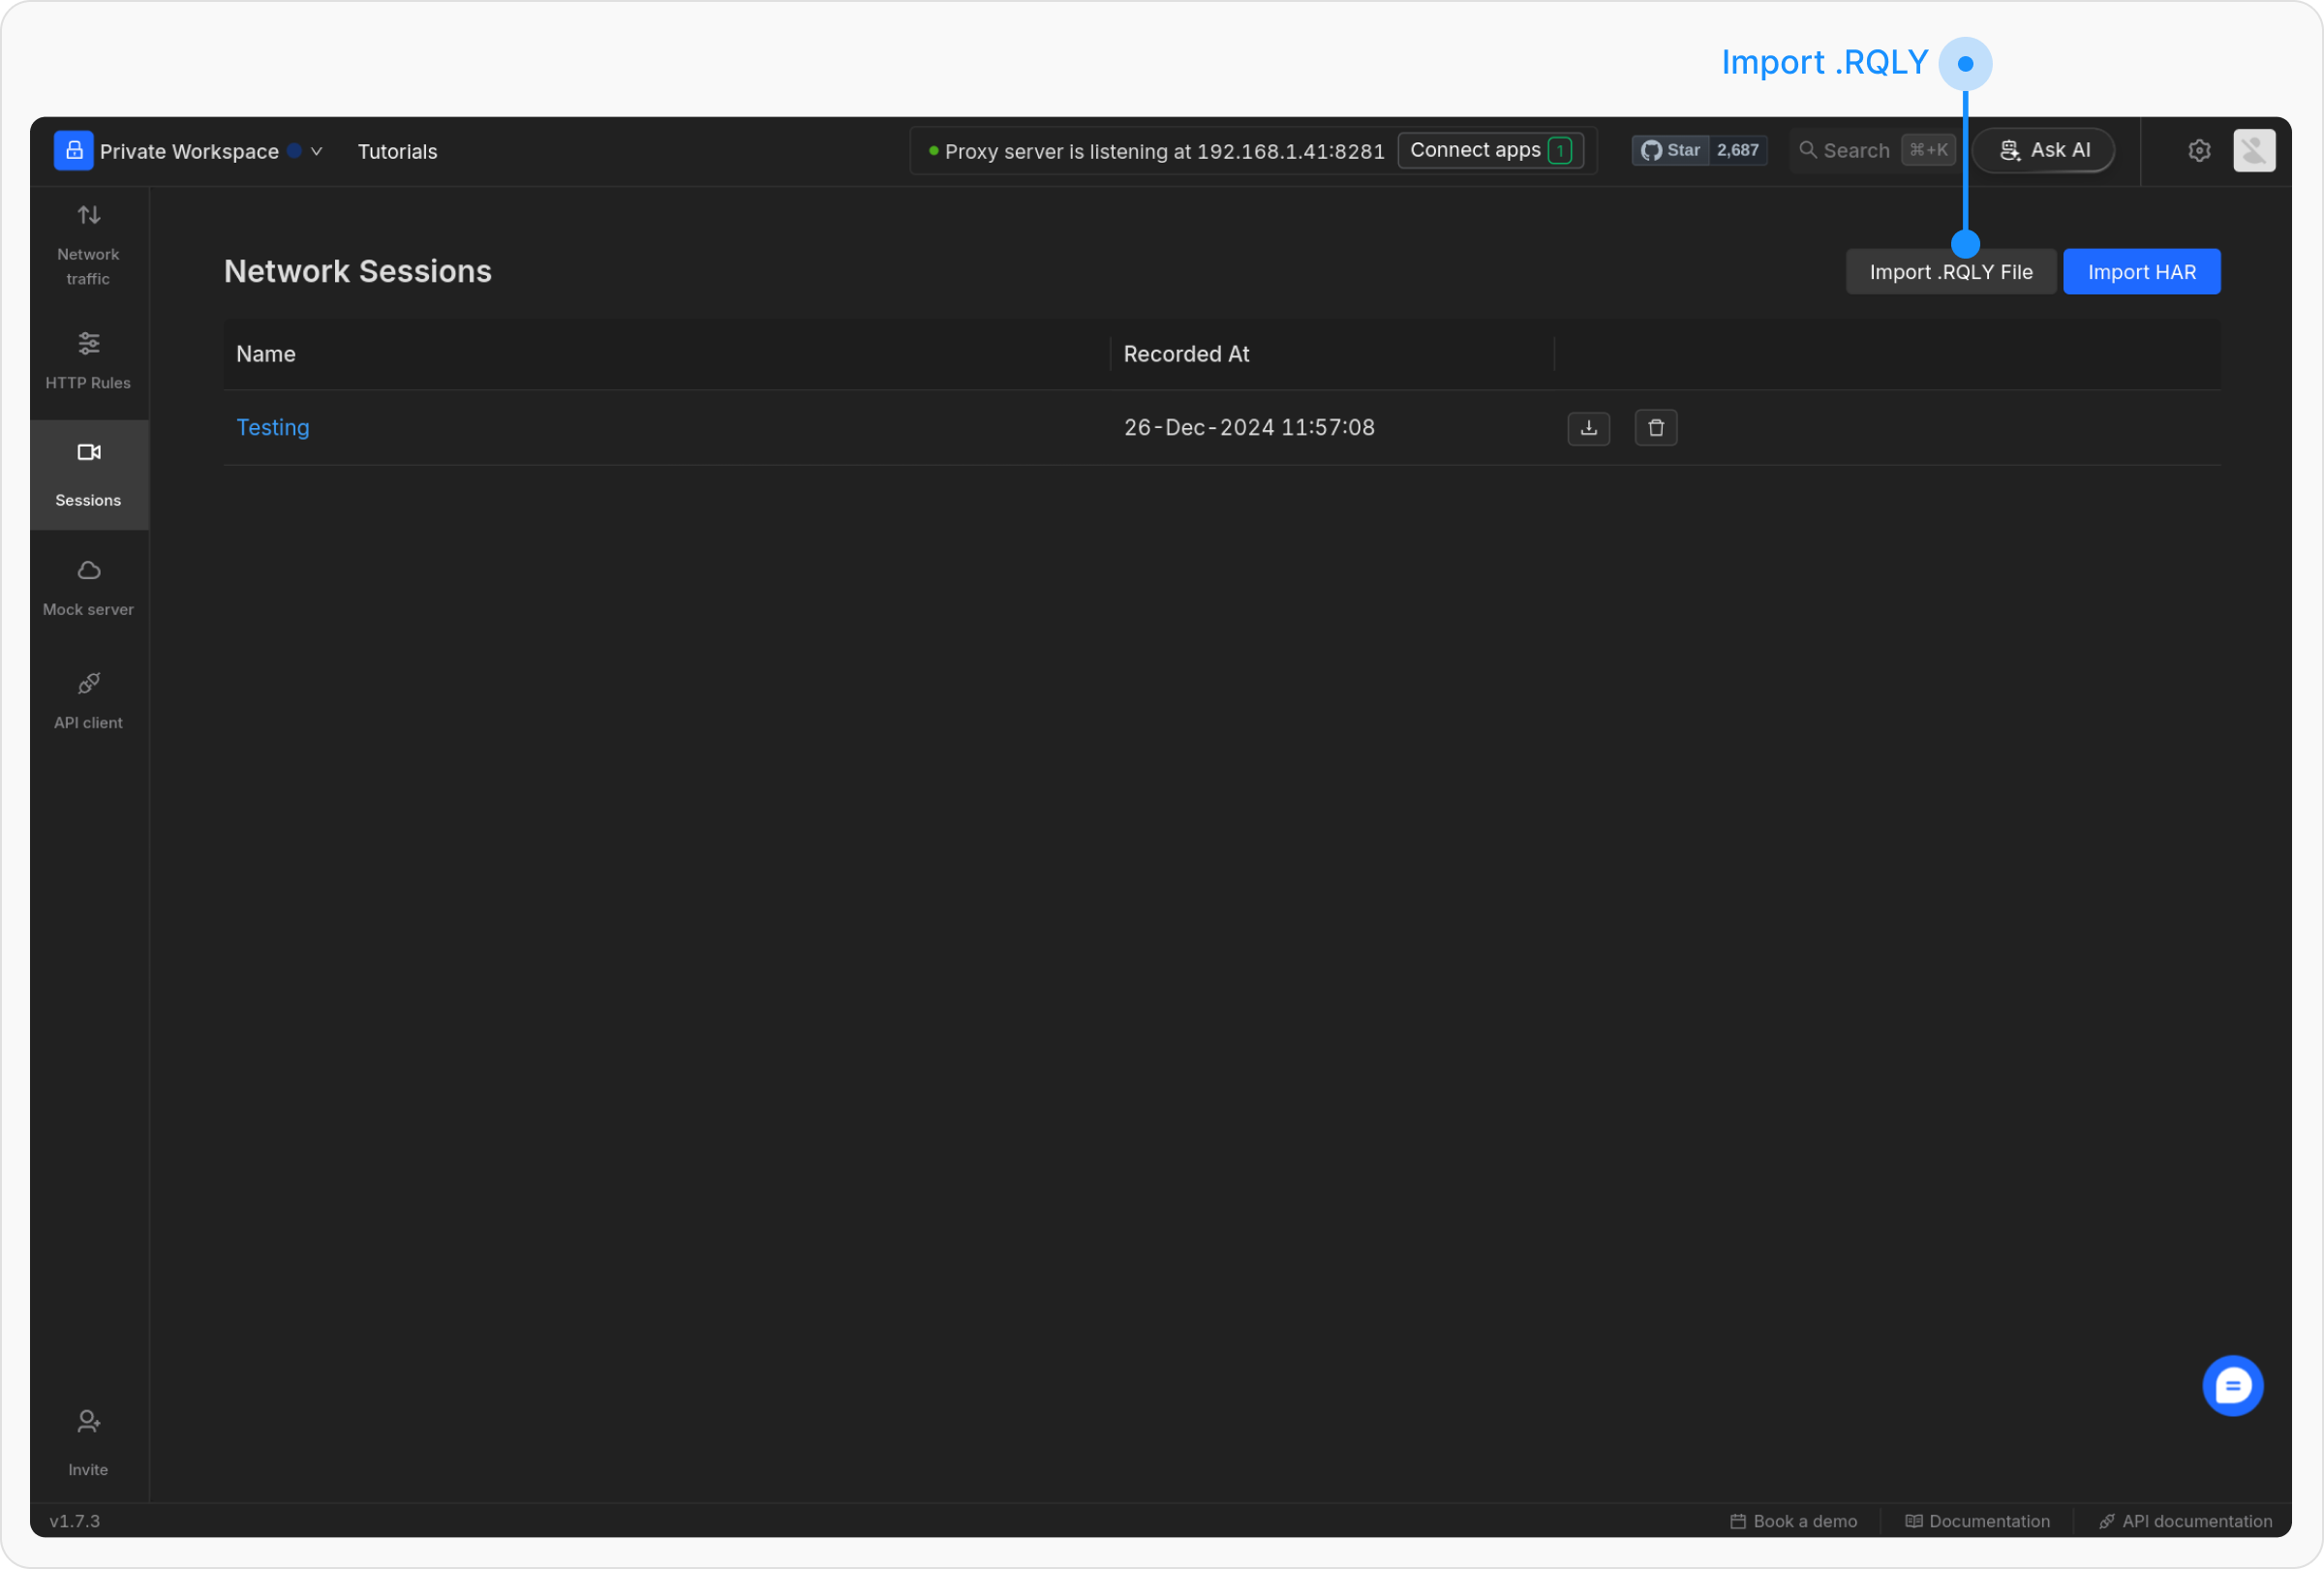 Import .RQLY
Private Workspace
Tutorials
Proxy server is listening at 192.168.1.41:8281
Connect apps 1
Star 2,687
Search ⌘+K
Ask AI
Network
traffic
HTTP Rules
Sessions
Mock server
API client
Invite
Network Sessions
Import .RQLY File
Import HAR
Name
Recorded At
Testing
26-Dec-2024 11:57:08
v1.7.3
Book a demo
Documentation
API documentation